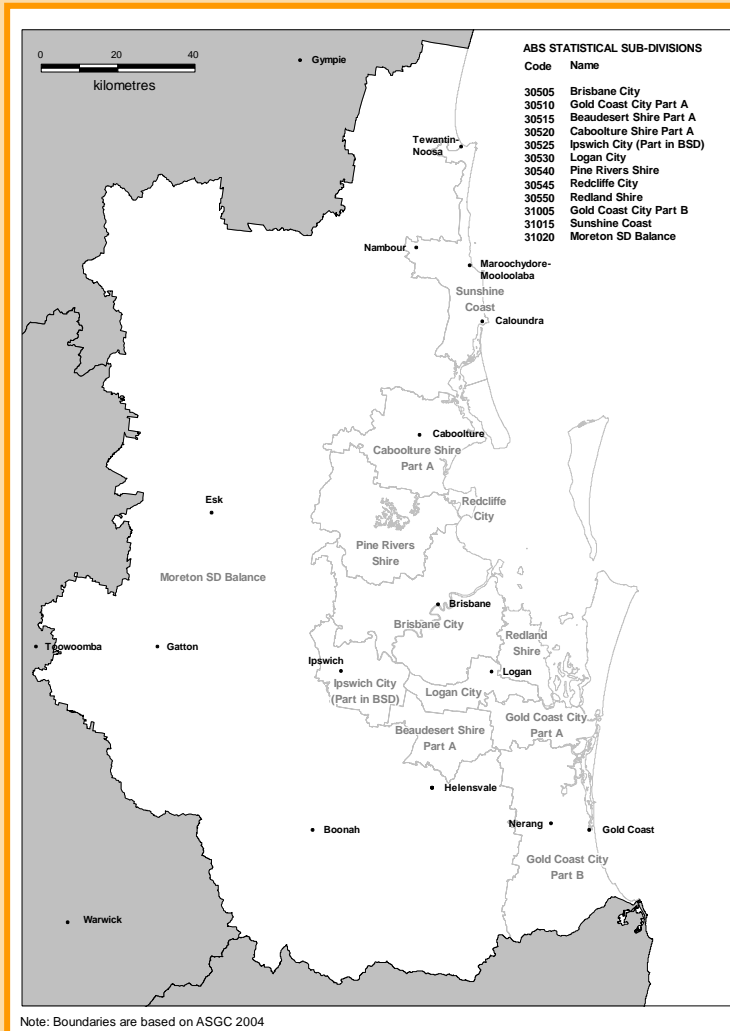 ABS STATISTICAL SUB-DIVISIONS
Code Name
30505 Brisbane City
30510 Gold Coast City Part A
30515 Beaudesert Shire Part A
30520 Caboolture Shire Part A
30525 Ipswich City (Part in BSD)
30530 Logan City
30540 Pine Rivers Shire
30545 Redcliffe City
30550 Redland Shire
31005 Gold Coast City Part B
31015 Sunshine Coast
31020 Moreton SD Balance
0 20 40
kilometres
Gympie
Tewantin-
Noosa
Nambour
Maroochydore-
Mooloolaba
Sunshine
Coast
Caloundra
Caboolture
Caboolture Shire
Part A
Esk
Redcliffe
City
Pine Rivers
Shire
Moreton SD Balance
Brisbane
Brisbane City
Redland
Shire
Toowoomba
Gatton
Ipswich
Ipswich City
(Part in BSD)
Logan
Logan City
Beaudesert Shire
Part A
Gold Coast City
Part A
Helensvale
Boonah
Nerang
Gold Coast
Gold Coast City
Part B
Warwick
Note: Boundaries are based on ASGC 2004